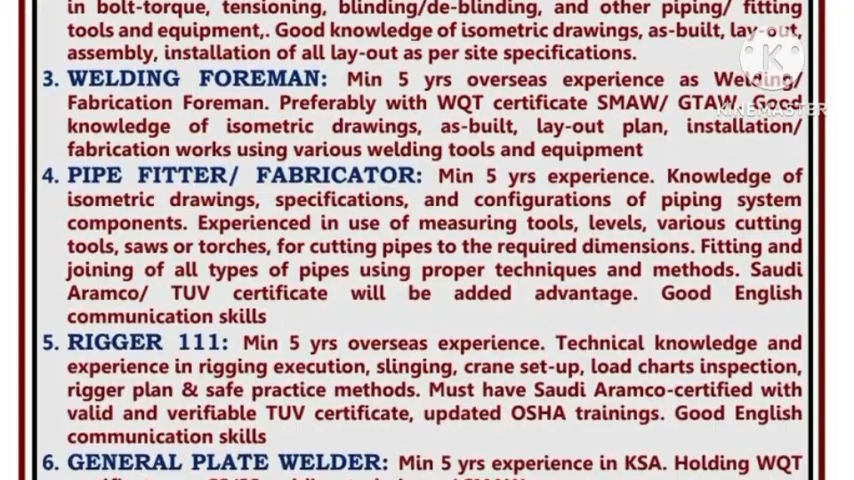 in bolt-torque, tensioning, blinding/de-blinding, and other piping/ fitting
tools and equipment,. Good knowledge of isometric drawings, as-built, lay-out,
assembly, installation of all lay-out as per site specifications.
3. WELDING FOREMAN: Min 5 yrs overseas experience as Welding/
Fabrication Foreman. Preferably with WQT certificate SMAW/ GTAW/ Good
knowledge of isometric drawings, as-built, lay-out plan, installation/
fabrication works using various welding tools and equipment
4. PIPE FITTER/ FABRICATOR: Min 5 yrs experience. Knowledge of
isometric drawings, specifications, and configurations of piping system
components. Experienced in use of measuring tools, levels, various cutting
tools, saws or torches, for cutting pipes to the required dimensions. Fitting and
joining of all types of pipes using proper techniques and methods. Saudi
Aramco/ TUV certificate will be added advantage. Good English
communication skills
5. RIGGER 111: Min 5 yrs overseas experience. Technical knowledge and
experience in rigging execution, slinging, crane set-up, load charts inspection,
rigger plan & safe practice methods. Must have Saudi Aramco-certified with
valid and verifiable TUV certificate, updated OSHA trainings. Good English
communication skills
6. GENERAL PLATE WELDER: Min 5 yrs experience in KSA. Holding WQT
K
KINEMASTER